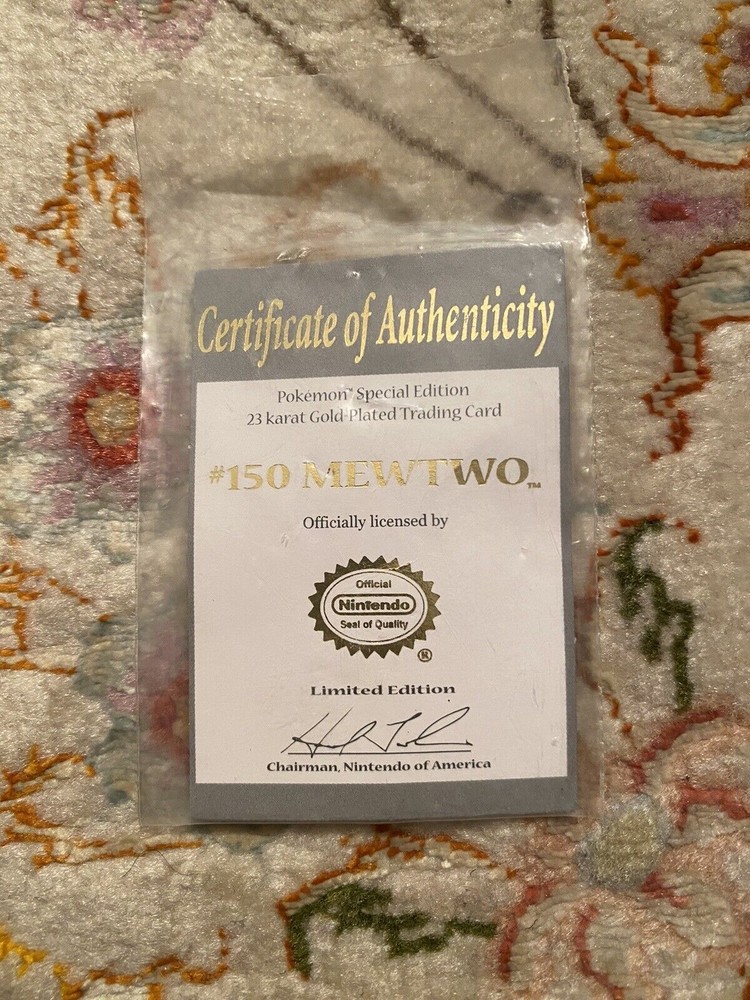 Certificate of Authenticity
Pokémon™ Special Edition
23 karat Gold-Plated Trading Card
#150 MEWTWO™
Officially licensed by
Official
Nintendo
Seal of Quality
®
Limited Edition
Chairman, Nintendo of America